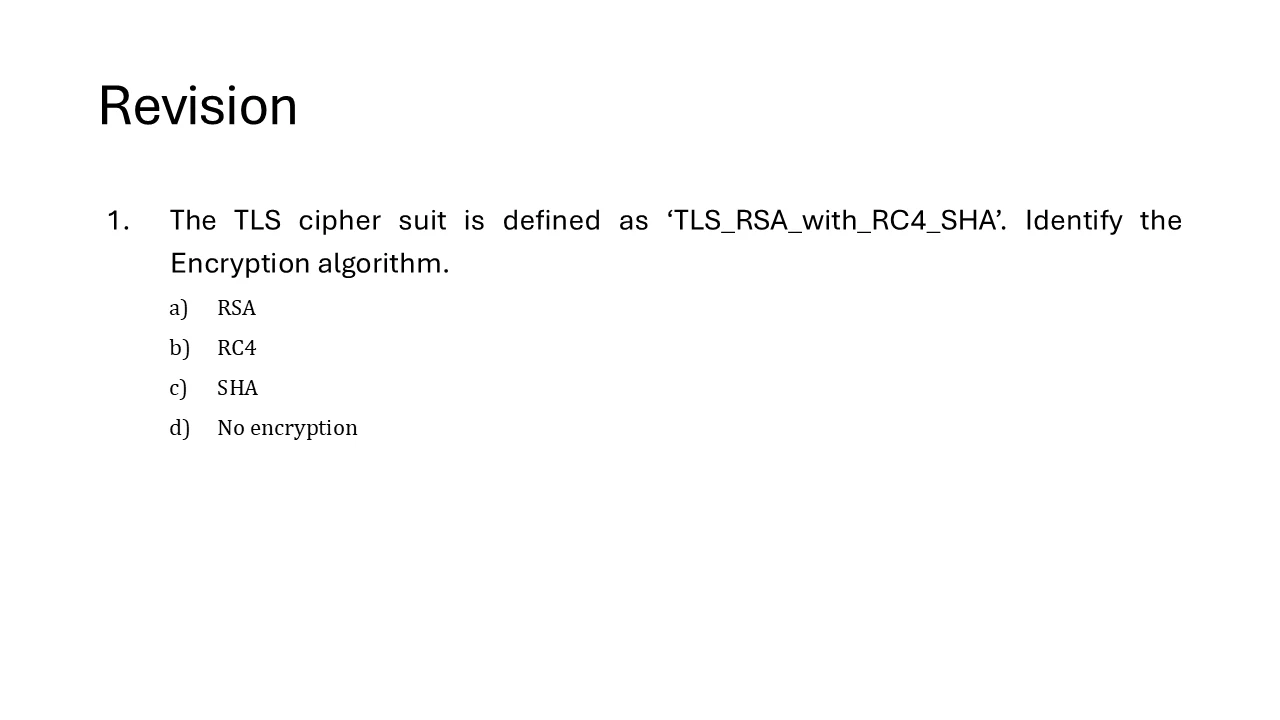 Revision
1. The TLS cipher suit is defined as ‘TLS_RSA_with_RC4_SHA’. Identify the
Encryption algorithm.
a) RSA
b) RC4
c) SHA
d) No encryption